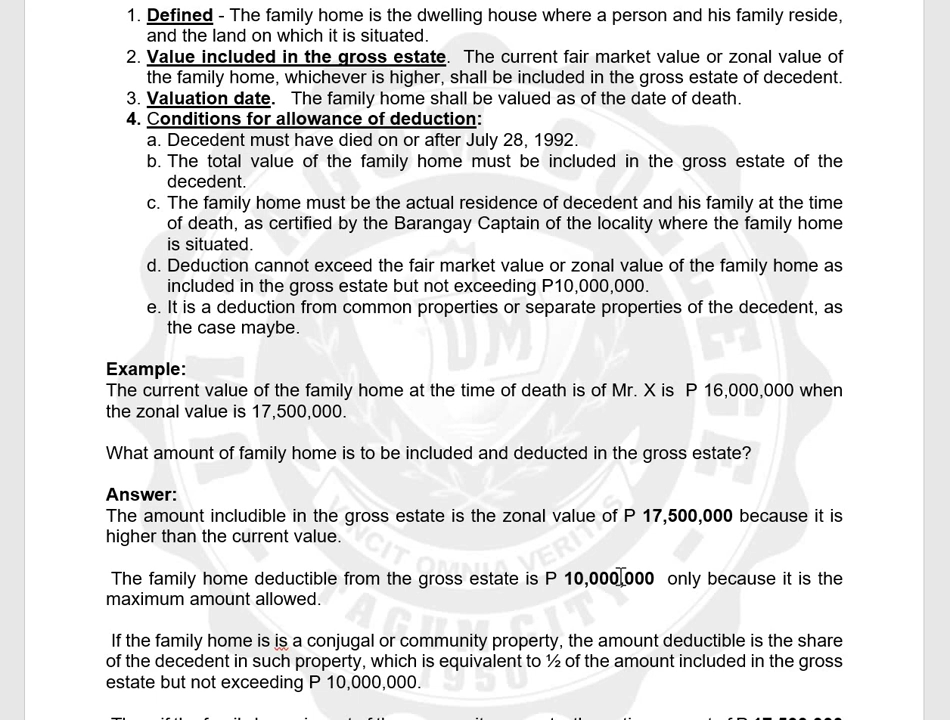 1. Defined - The family home is the dwelling house where a person and his family reside,
and the land on which it is situated.
2. Value included in the gross estate. The current fair market value or zonal value of
the family home, whichever is higher, shall be included in the gross estate of decedent.
3. Valuation date. The family home shall be valued as of the date of death.
4. Conditions for allowance of deduction:
a. Decedent must have died on or after July 28, 1992.
b. The total value of the family home must be included in the gross estate of the
decedent.
c. The family home must be the actual residence of decedent and his family at the time
of death, as certified by the Barangay Captain of the locality where the family home
is situated.
d. Deduction cannot exceed the fair market value or zonal value of the family home as
included in the gross estate but not exceeding P10,000,000.
e. It is a deduction from common properties or separate properties of the decedent, as
the case maybe.
Example:
The current value of the family home at the time of death is of Mr. X is P 16,000,000 when
the zonal value is 17,500,000.
What amount of family home is to be included and deducted in the gross estate?
Answer:
The amount includible in the gross estate is the zonal value of P 17,500,000 because it is
higher than the current value.
The family home deductible from the gross estate is P 10,000,000 only because it is the
maximum amount allowed.
If the family home is is a conjugal or community property, the amount deductible is the share
of the decedent in such property, which is equivalent to ½ of the amount included in the gross
estate but not exceeding P 10,000,000.
UM
OMNIA VERITAS
TAGUM CITY
1950